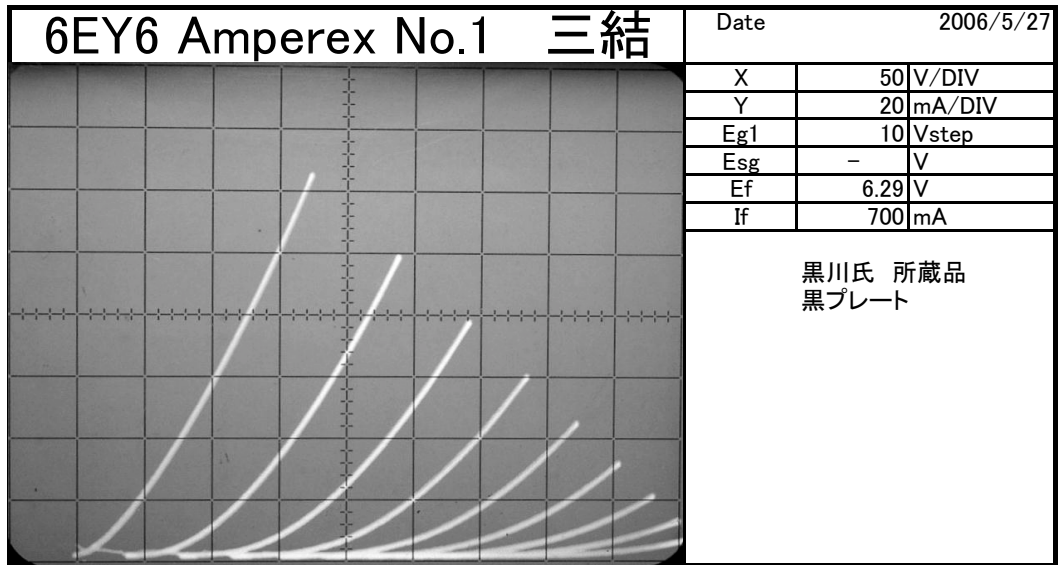 6EY6 Amperex No.1 三結
Date 2006/5/27
X 50 V/DIV
Y 20 mA/DIV
Eg1 10 Vstep
Esg - V
Ef 6.29 V
If 700 mA
黒川氏 所蔵品
黒プレート